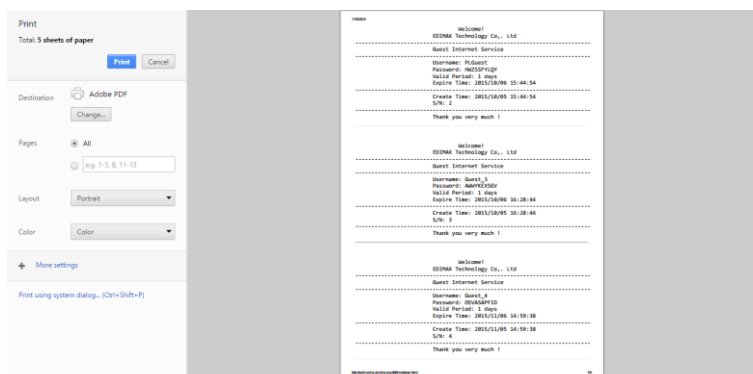 Print
Total: 5 sheets of paper
Print
Cancel
Destination
Adobe PDF
Change...
Pages
All
e.g. 1-5, 8, 11-13
Layout
Portrait
Color
Color
More settings
Print using system dialog... (Ctrl+Shift+P)
Welcome!
EDIMAX Technology Co,. Ltd
Guest Internet Service
Username: PLGuest
Valid Period: 1 days
Expire Time: 2015/10/06 15:44:54
Create Time: 2015/10/05 15:44:54
S/N: 2
Thank you very much !
Welcome!
EDIMAX Technology Co,. Ltd
Guest Internet Service
Username: Guest_3
Password: AWWYKEXSGV
Valid Period: 1 days
Expire Time: 2015/10/06 16:28:44
Create Time: 2015/10/05 16:28:44
S/N: 3
Thank you very much !
Welcome!
EDIMAX Technology Co,. Ltd
Guest Internet Service
Username: Guest_4
Password: OSVASAPFID
Valid Period: 1 days
Expire Time: 2015/11/06 14:59:38
Create Time: 2015/11/05 14:59:38
S/N: 4
Thank you very much !